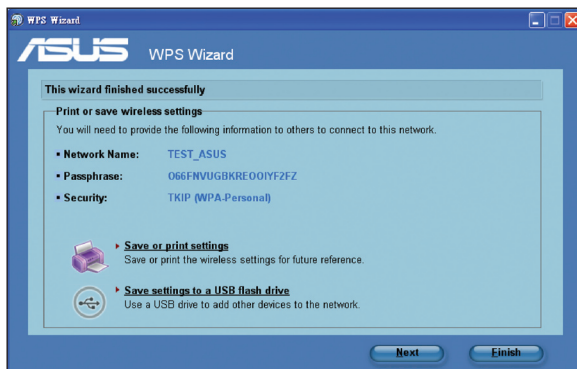 WPS Wizard
ASUS WPS Wizard
This wizard finished successfully
Print or save wireless settings
You will need to provide the following information to others to connect to this network.
Network Name: TEST_ASUS
Passphrase: O66FNVUGBKREOOIYF2FZ
Security: TKIP (WPA-Personal)
Save or print settings
Save or print the wireless settings for future reference.
Save settings to a USB flash drive
Use a USB drive to add other devices to the network.
Next Finish